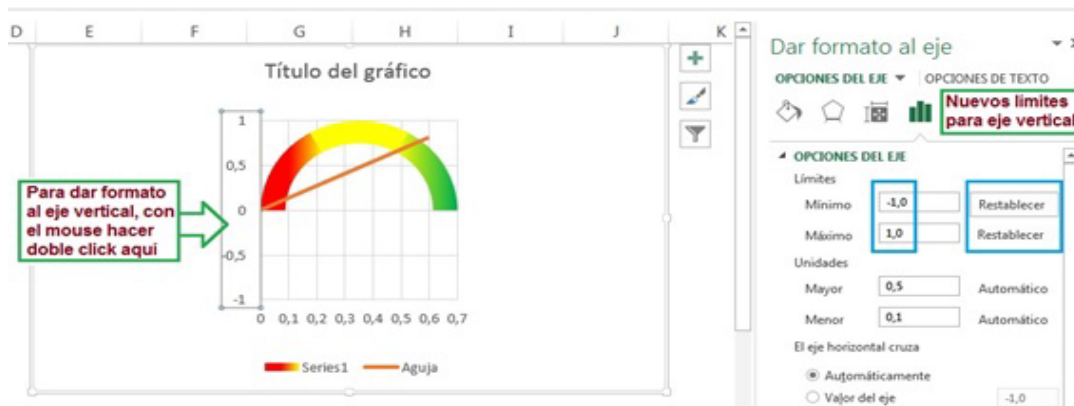 D E F G H I J K
Título del gráfico
1
0,5
0
-0,5
-1
0 0,1 0,2 0,3 0,4 0,5 0,6 0,7
Series1 Aguja
Para dar formato
al eje vertical, con
el mouse hacer
doble click aquí
Dar formato al eje
OPCIONES DEL EJE OPCIONES DE TEXTO
Nuevos limites
para eje vertical
OPCIONES DEL EJE
Límites
Mínimo -1,0 Restablecer
Máximo 1,0 Restablecer
Unidades
Mayor 0,5 Automático
Menor 0,1 Automático
El eje horizontal cruza
Automáticamente
Valor del eje -1,0